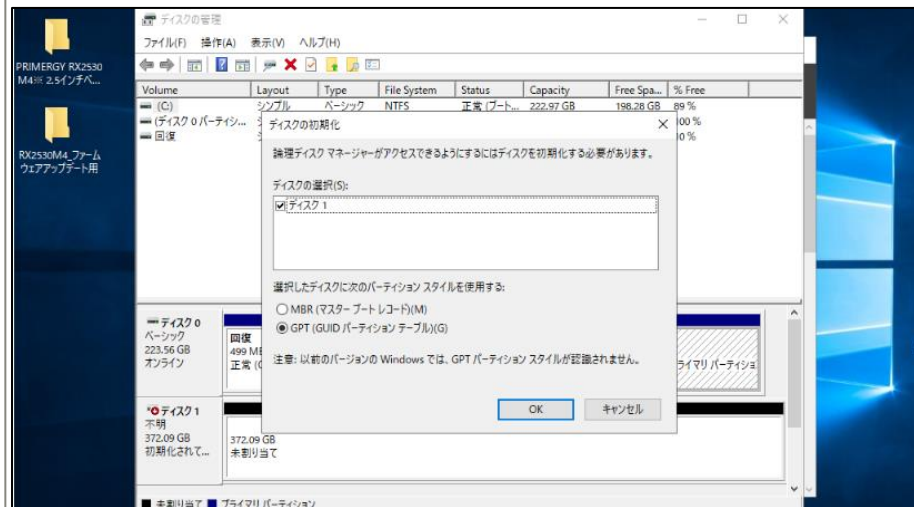 PRIMERGY RX2530
M4※ 2.5インチベ...
RX2530M4_ファーム
ウェアアップデート用
ディスクの管理
ファイル(F) 操作(A) 表示(V) ヘルプ(H)
Volume Layout Type File System Status Capacity Free Spa... % Free
(C:) シンプル ベーシック NTFS 正常 (ブート... 222.97 GB 198.28 GB 89 %
(ディスク 0 パーティシ... 100 %
回復
ディスクの初期化
論理ディスク マネージャーがアクセスできるようにするにはディスクを初期化する必要があります。
ディスクの選択(S):
ディスク 1
選択したディスクに次のパーティション スタイルを使用する:
MBR (マスター ブート レコード)(M)
GPT (GUID パーティション テーブル)(G)
注意: 以前のバージョンの Windows では、GPT パーティション スタイルが認識されません。
OK キャンセル
ディスク 0
ベーシック
223.56 GB
オンライン
回復
499 MB
正常 (
ライマリ パーティショ
ディスク 1
不明
372.09 GB
初期化されて...
372.09 GB
未割り当て
未割り当て プライマリ パーティション